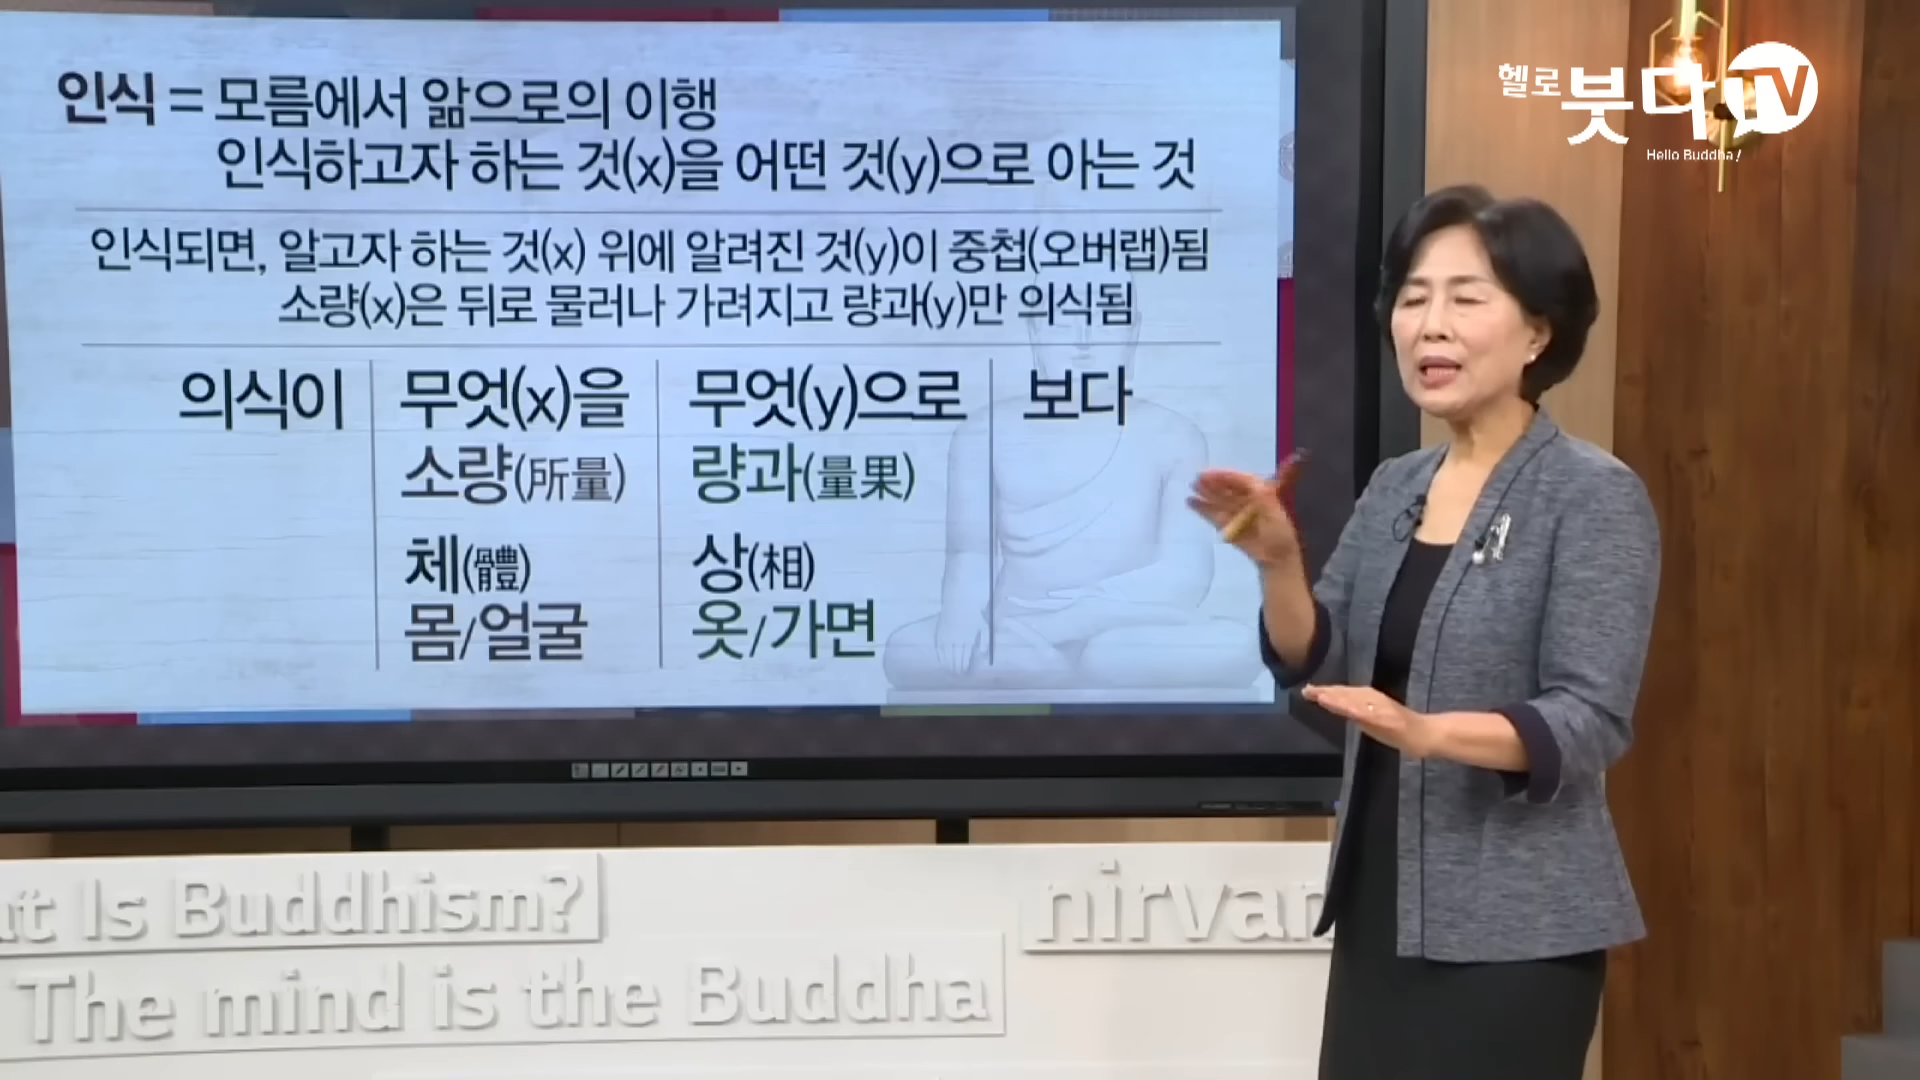 인식 = 모름에서 앎으로의 이행
인식하고자 하는 것(x)을 어떤 것(y)으로 아는 것
인식되면, 알고자 하는 것(x) 위에 알려진 것(y)이 중첩(오버랩)됨
소량(x)은 뒤로 물러나 가려지고 량과(y)만 의식됨
의식이 무엇(x)을 무엇(y)으로 보다
소량(所量) 량과(量果)
체(體) 상(相)
몸/얼굴 옷/가면
헬로 붓다 TV
Hello Buddha!
at Is Buddhism?
nirvan
The mind is the Buddha